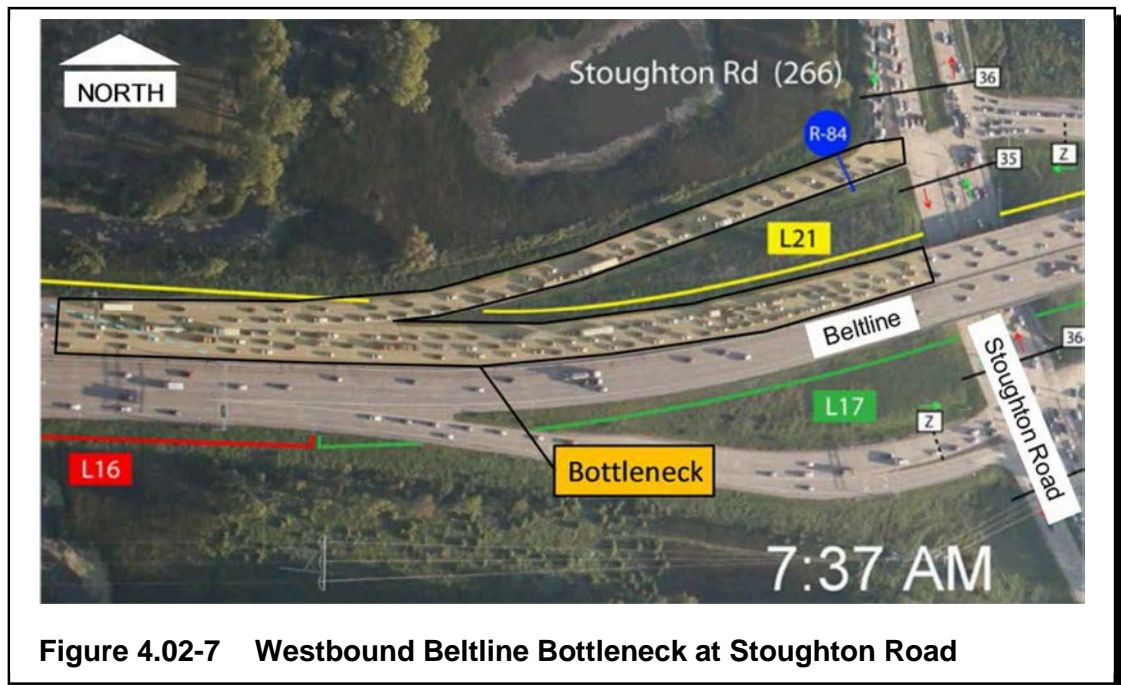 NORTH
Stoughton Rd (266)
36
R-84
Z
35
L21
Beltline
36
L17
Z
Stoughton Road
L16
Bottleneck
7:37 AM
Figure 4.02-7 Westbound Beltline Bottleneck at Stoughton Road